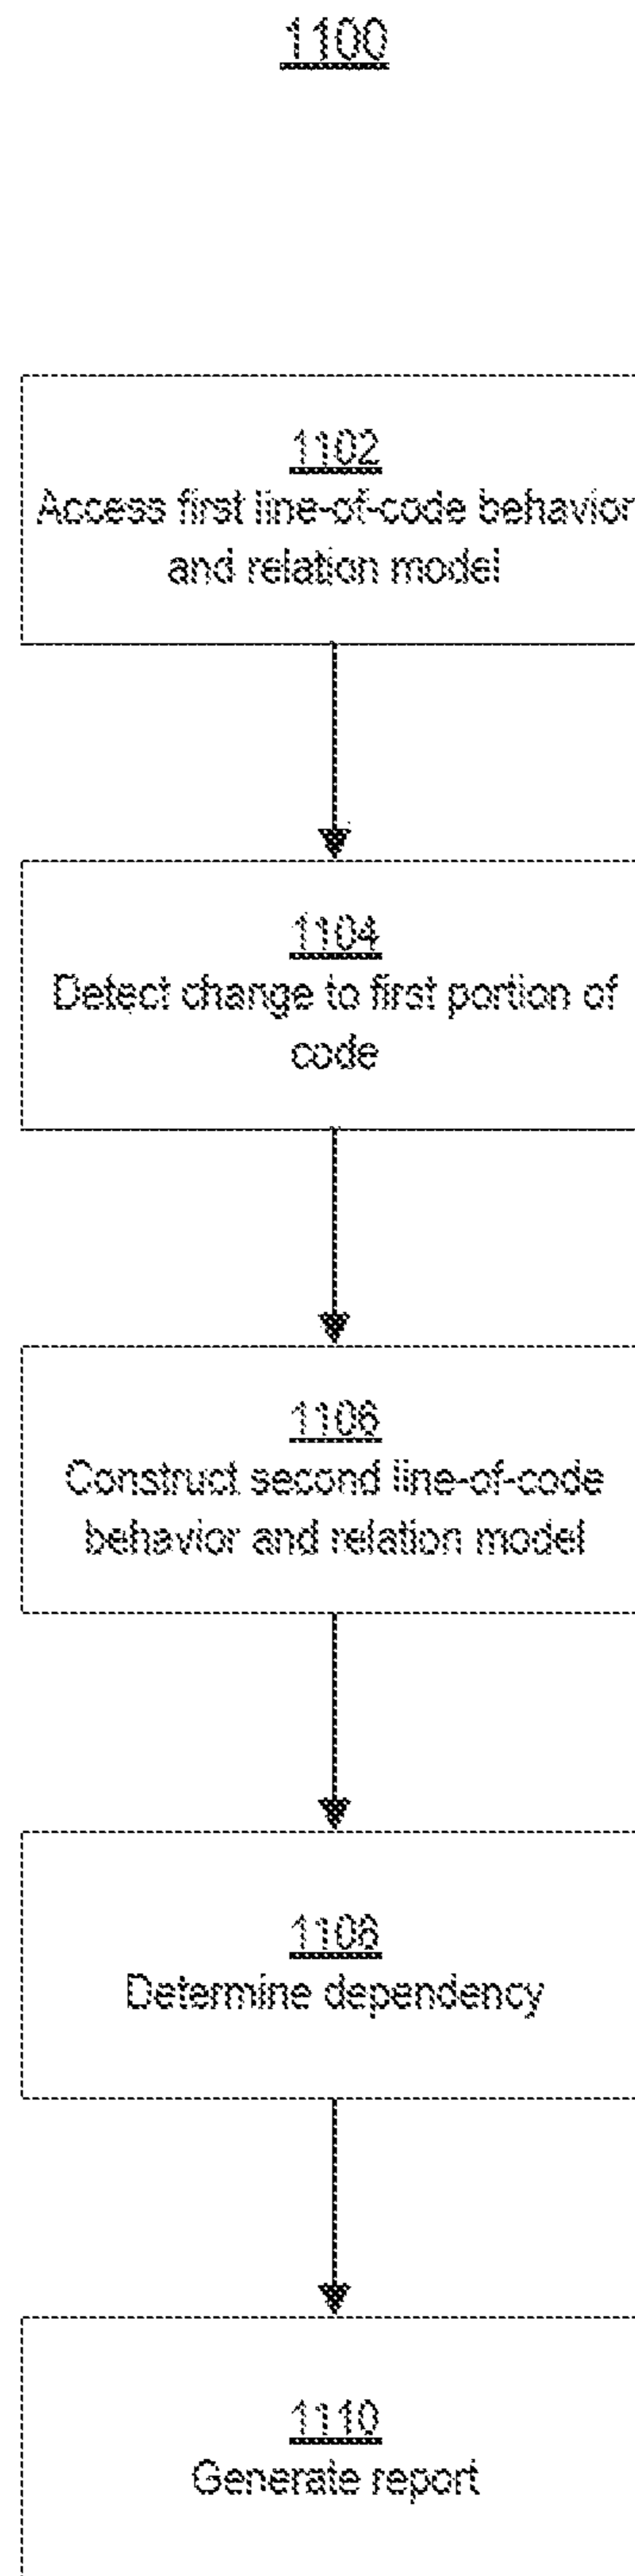 1100
1102
Access first line-of-code behavior
and relation model
1104
Detect change to first portion of
code
1106
Construct second line-of-code
behavior and relation model
1108
Determine dependency
1110
Generate report